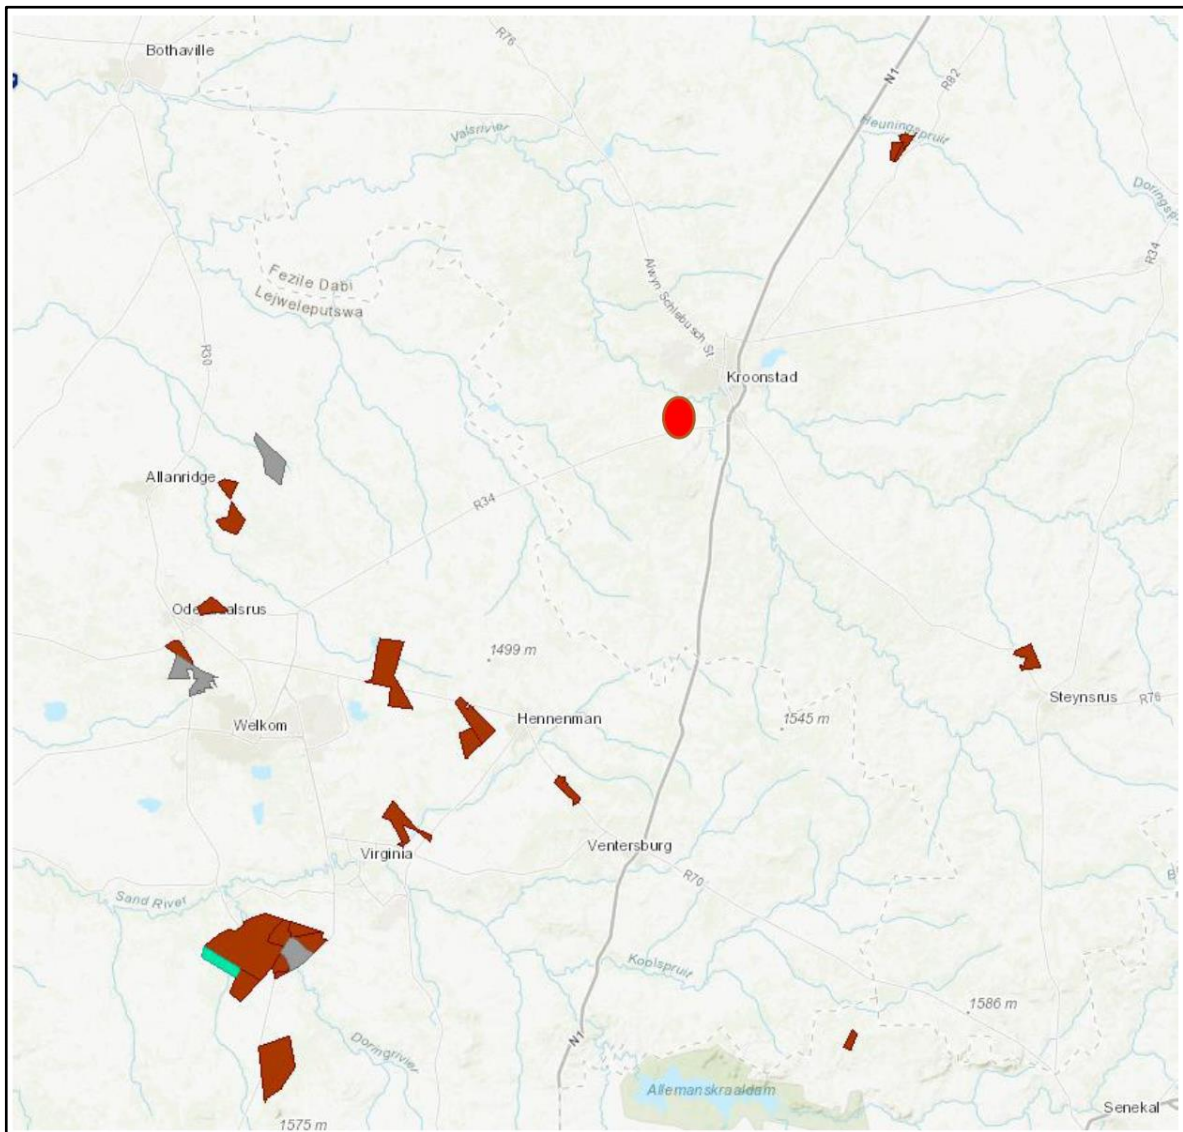 Bothaville
R76
N1
R82
Heuningspruit
Valsrivier
R34
Fezile Dabi
Lejweleputswa
Alwyn Schlebusch St
R30
Kroonstad
Allanridge
R34
1499 m
Steynsrus
R76
Hennenman
1545 m
Welkom
Ventersburg
Virginia
R70
Sand River
Koolspruit
1586 m
N1
Doringrivier
Allemanskraaldam
Senekal
1575 m